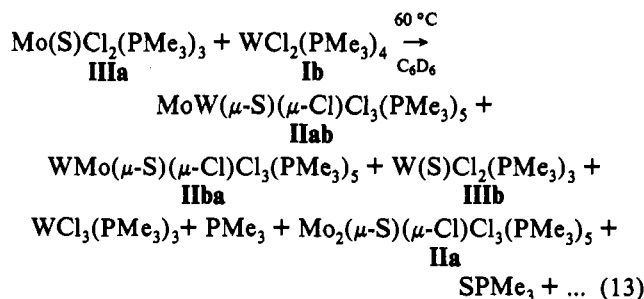 60 °C
Mo(S)Cl₂(PMe₃)₃ + WCl₂(PMe₃)₄ →
IIIa Ib C₆D₆
MoW(μ-S)(μ-Cl)Cl₃(PMe₃)₅ +
IIab
WMo(μ-S)(μ-Cl)Cl₃(PMe₃)₅ + W(S)Cl₂(PMe₃)₃ +
IIba IIIb
WCl₃(PMe₃)₃ + PMe₃ + Mo₂(μ-S)(μ-Cl)Cl₃(PMe₃)₅ +
IIa
SPMe₃ + ... (13)